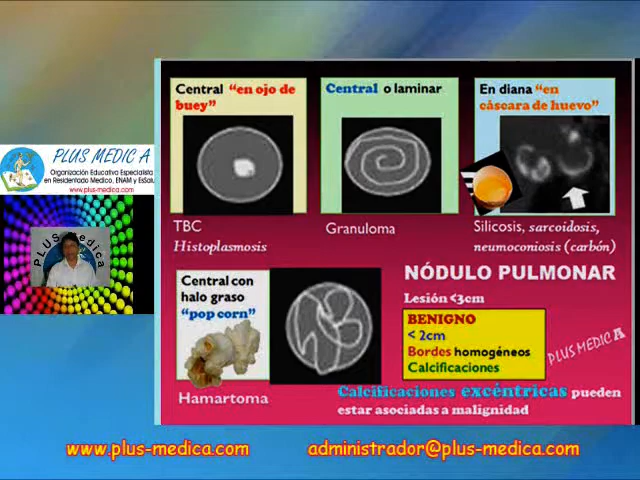 PLUS MEDIC A
Organización Educativa Especialista
en Residentado Medico, ENAM y EsSalu
www.plus-medica.com
PLUS Medica
Central "en ojo de
buey"
TBC
Histoplasmosis
Central o laminar
Granuloma
En diana "en
cáscara de huevo"
Silicosis, sarcoidosis,
neumoconiosis (carbón)
Central con
halo graso
"pop corn"
Hamartoma
NÓDULO PULMONAR
Lesión <3cm
BENIGNO
< 2cm
Bordes homogéneos
Calcificaciones
PLUS MEDIC A
Calcificaciones excéntricas pueden
estar asociadas a malignidad
www.plus-medica.com
administrador@plus-medica.com